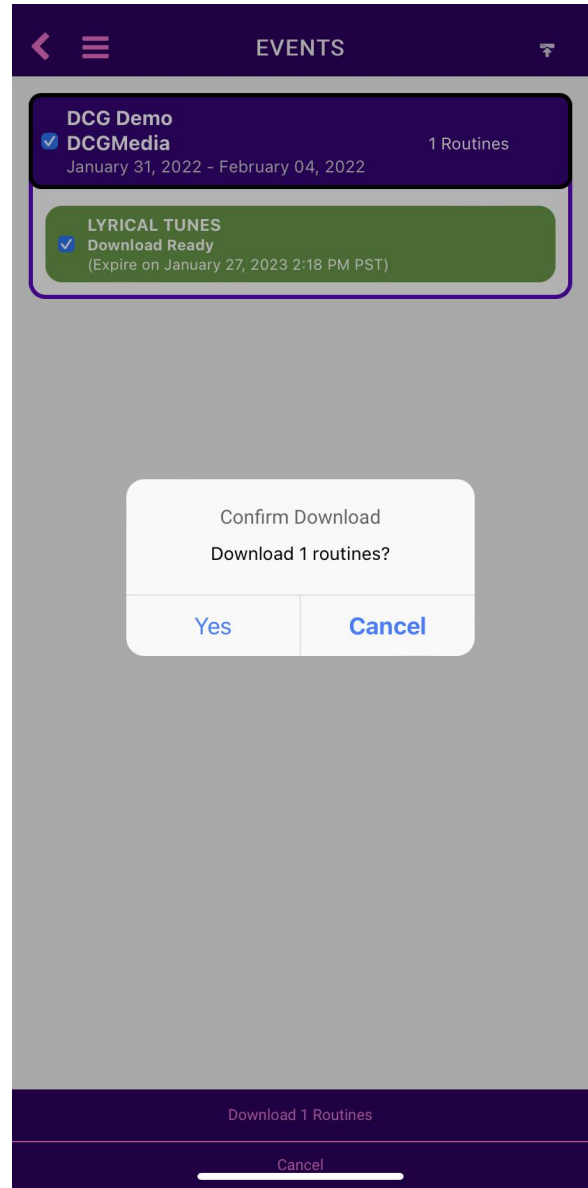 EVENTS
DCG Demo
DCGMedia
1 Routines
January 31, 2022 - February 04, 2022
LYRICAL TUNES
Download Ready
(Expire on January 27, 2023 2:18 PM PST)
Confirm Download
Download 1 routines?
Yes
Cancel
Download 1 Routines
Cancel